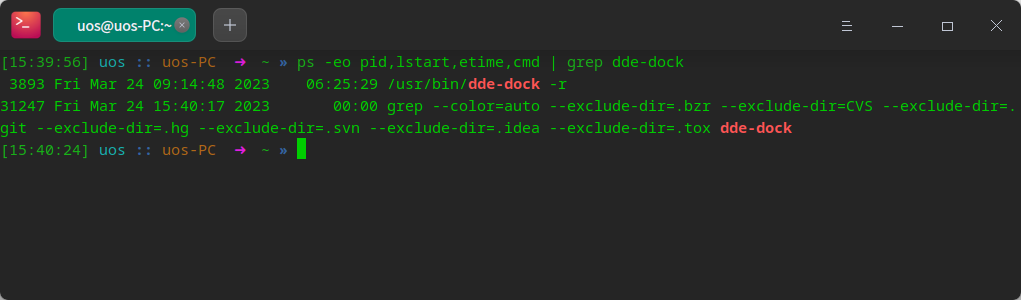 uos@uos-PC:~
[15:39:56] uos :: uos-PC ➜ ~ » ps -eo pid,lstart,etime,cmd | grep dde-dock
3893 Fri Mar 24 09:14:48 2023 06:25:29 /usr/bin/dde-dock -r
31247 Fri Mar 24 15:40:17 2023 00:00 grep --color=auto --exclude-dir=.bzr --exclude-dir=CVS --exclude-dir=.
git --exclude-dir=.hg --exclude-dir=.svn --exclude-dir=.idea --exclude-dir=.tox dde-dock
[15:40:24] uos :: uos-PC ➜ ~ »